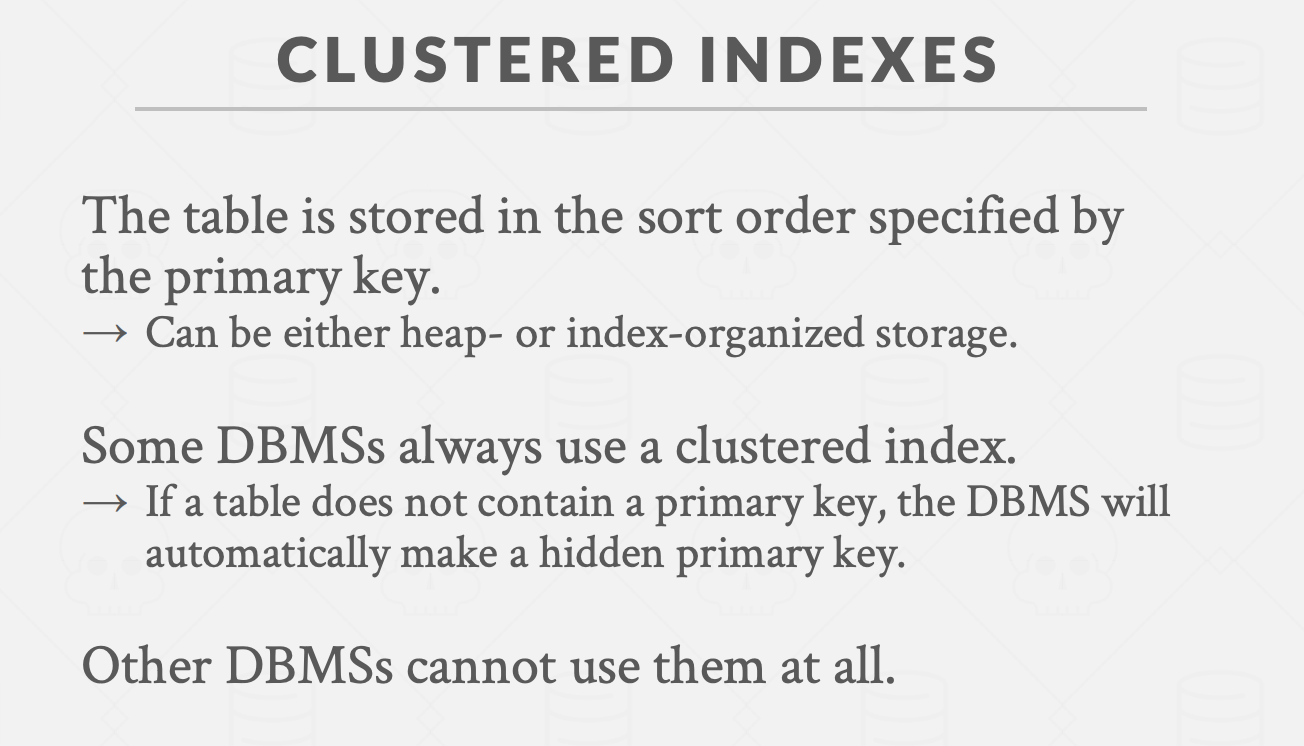 CLUSTERED INDEXES
The table is stored in the sort order specified by
the primary key.
→ Can be either heap- or index-organized storage.
Some DBMSs always use a clustered index.
→ If a table does not contain a primary key, the DBMS will
automatically make a hidden primary key.
Other DBMSs cannot use them at all.